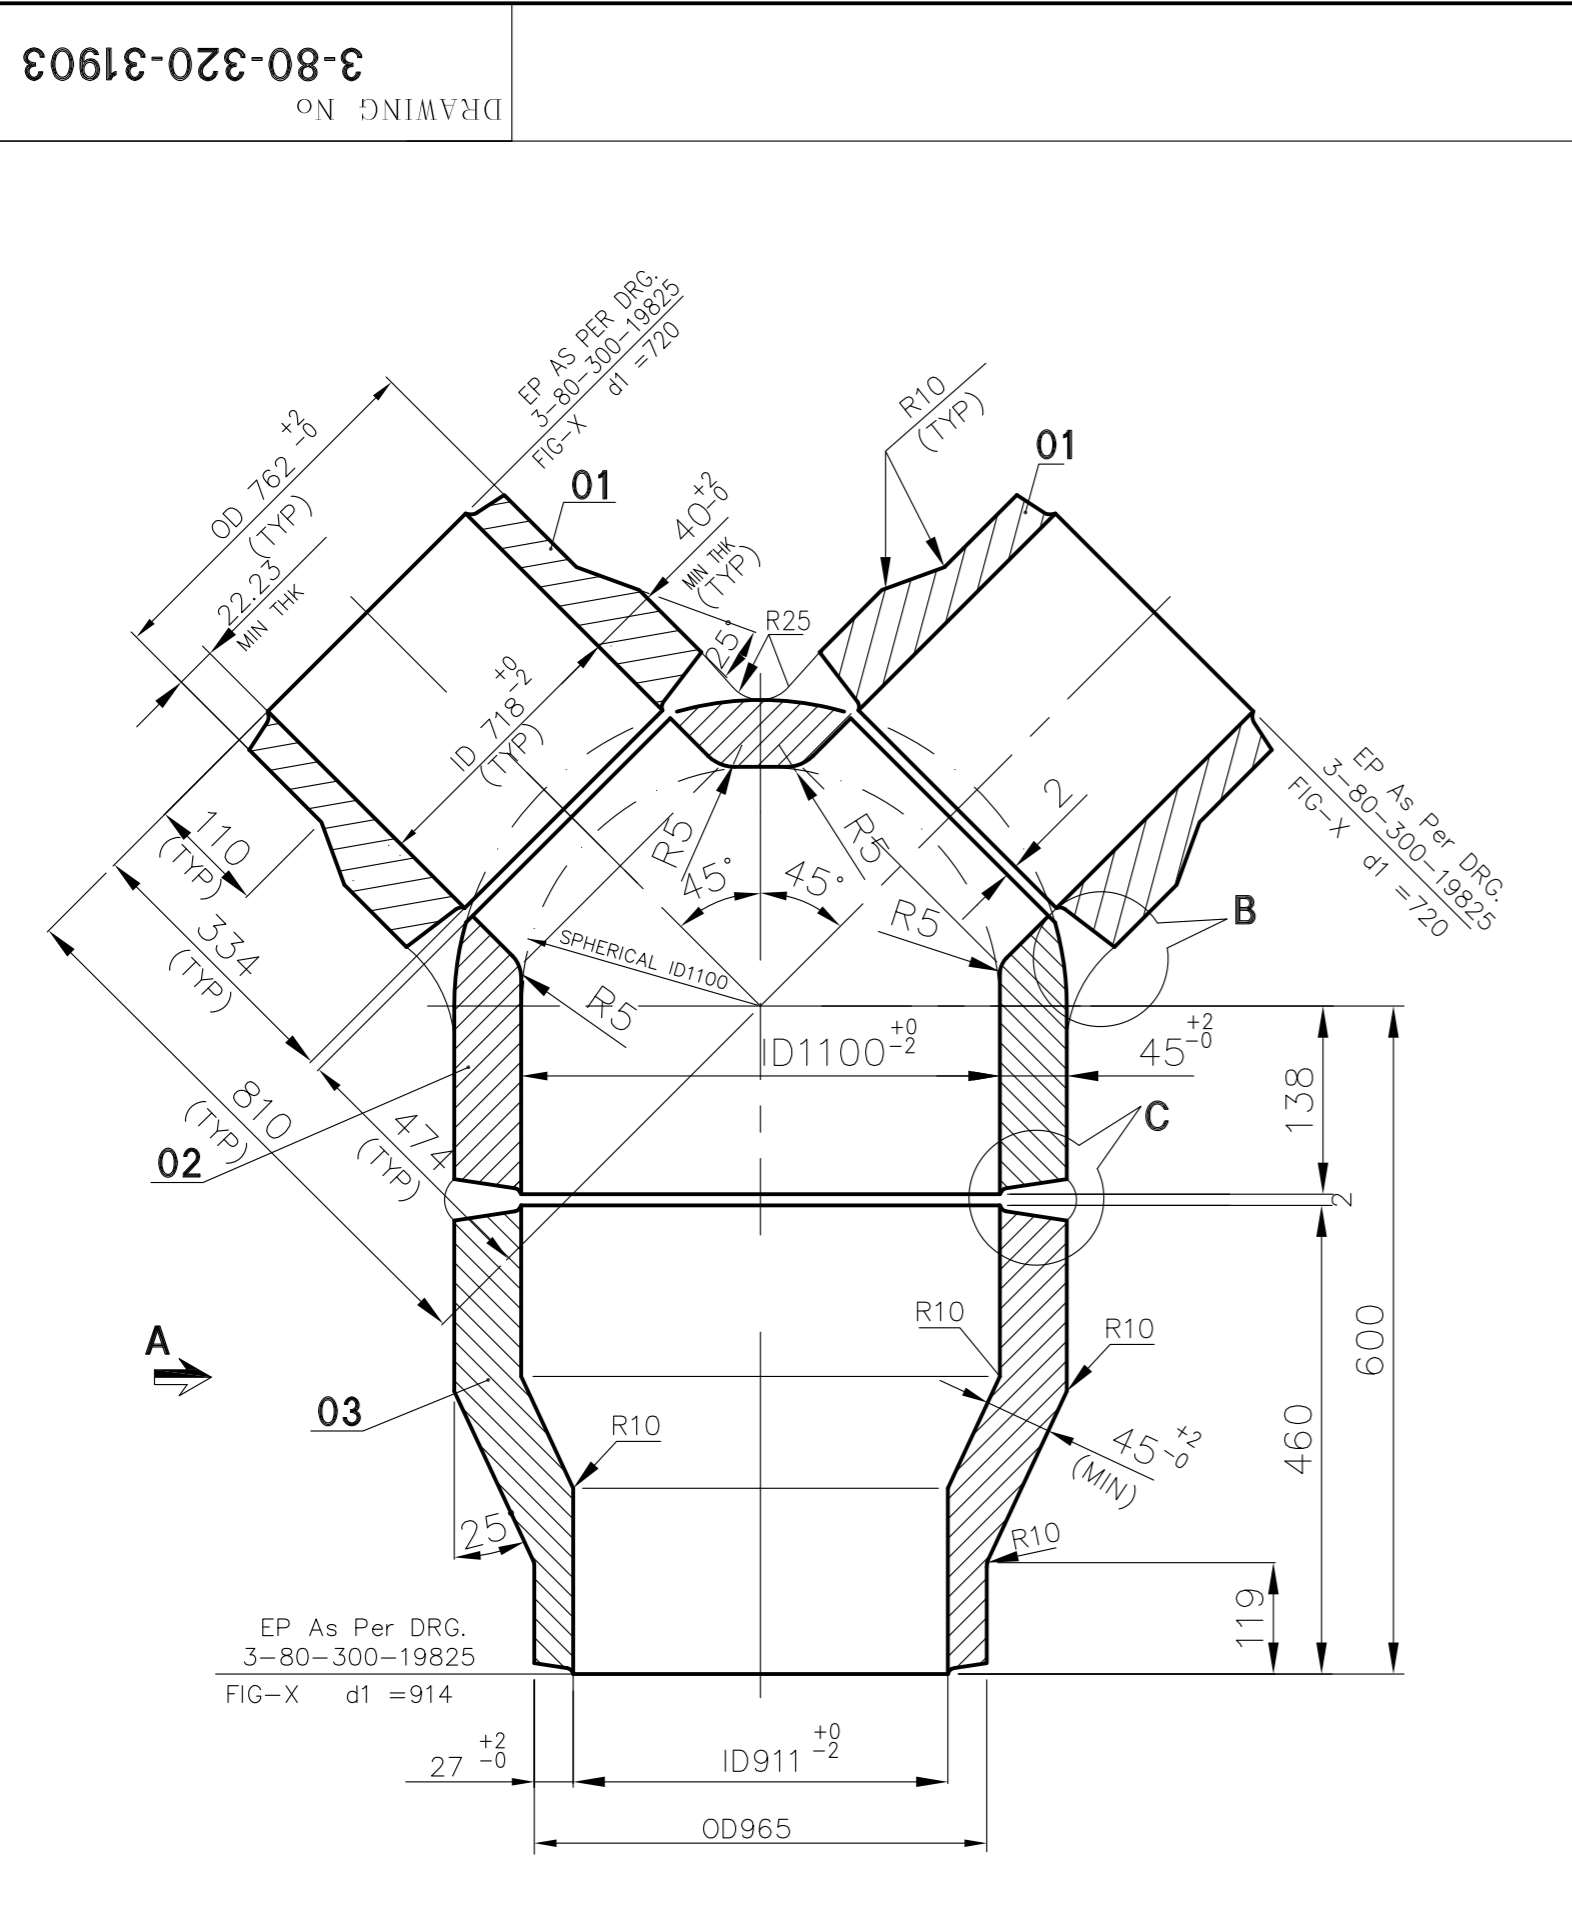 DRAWING No
3-80-320-31903
EP AS PER DRG.
3-80-300-19825
FIG-X d1 =720
OD 762 +2 -0
(TYP)
22.23
MIN THK
01
40 +2 -0
MIN THK
(TYP)
25°
R25
R10
(TYP)
01
ID 718 +0 -2
(TYP)
110
(TYP)
334
(TYP)
810
(TYP)
474
(TYP)
R5
R5
45°
45°
2
R5
B
EP As Per DRG.
3-80-300-19825
FIG-X d1 =720
SPHERICAL ID1100
R5
ID1100 +0 -2
45 +2 -0
138
C
02
2
A
03
R10
R10
R10
600
460
45 +2 -0
(MIN)
25°
R10
119
EP As Per DRG.
3-80-300-19825
FIG-X d1 =914
27 +2 -0
ID911 +0 -2
OD965